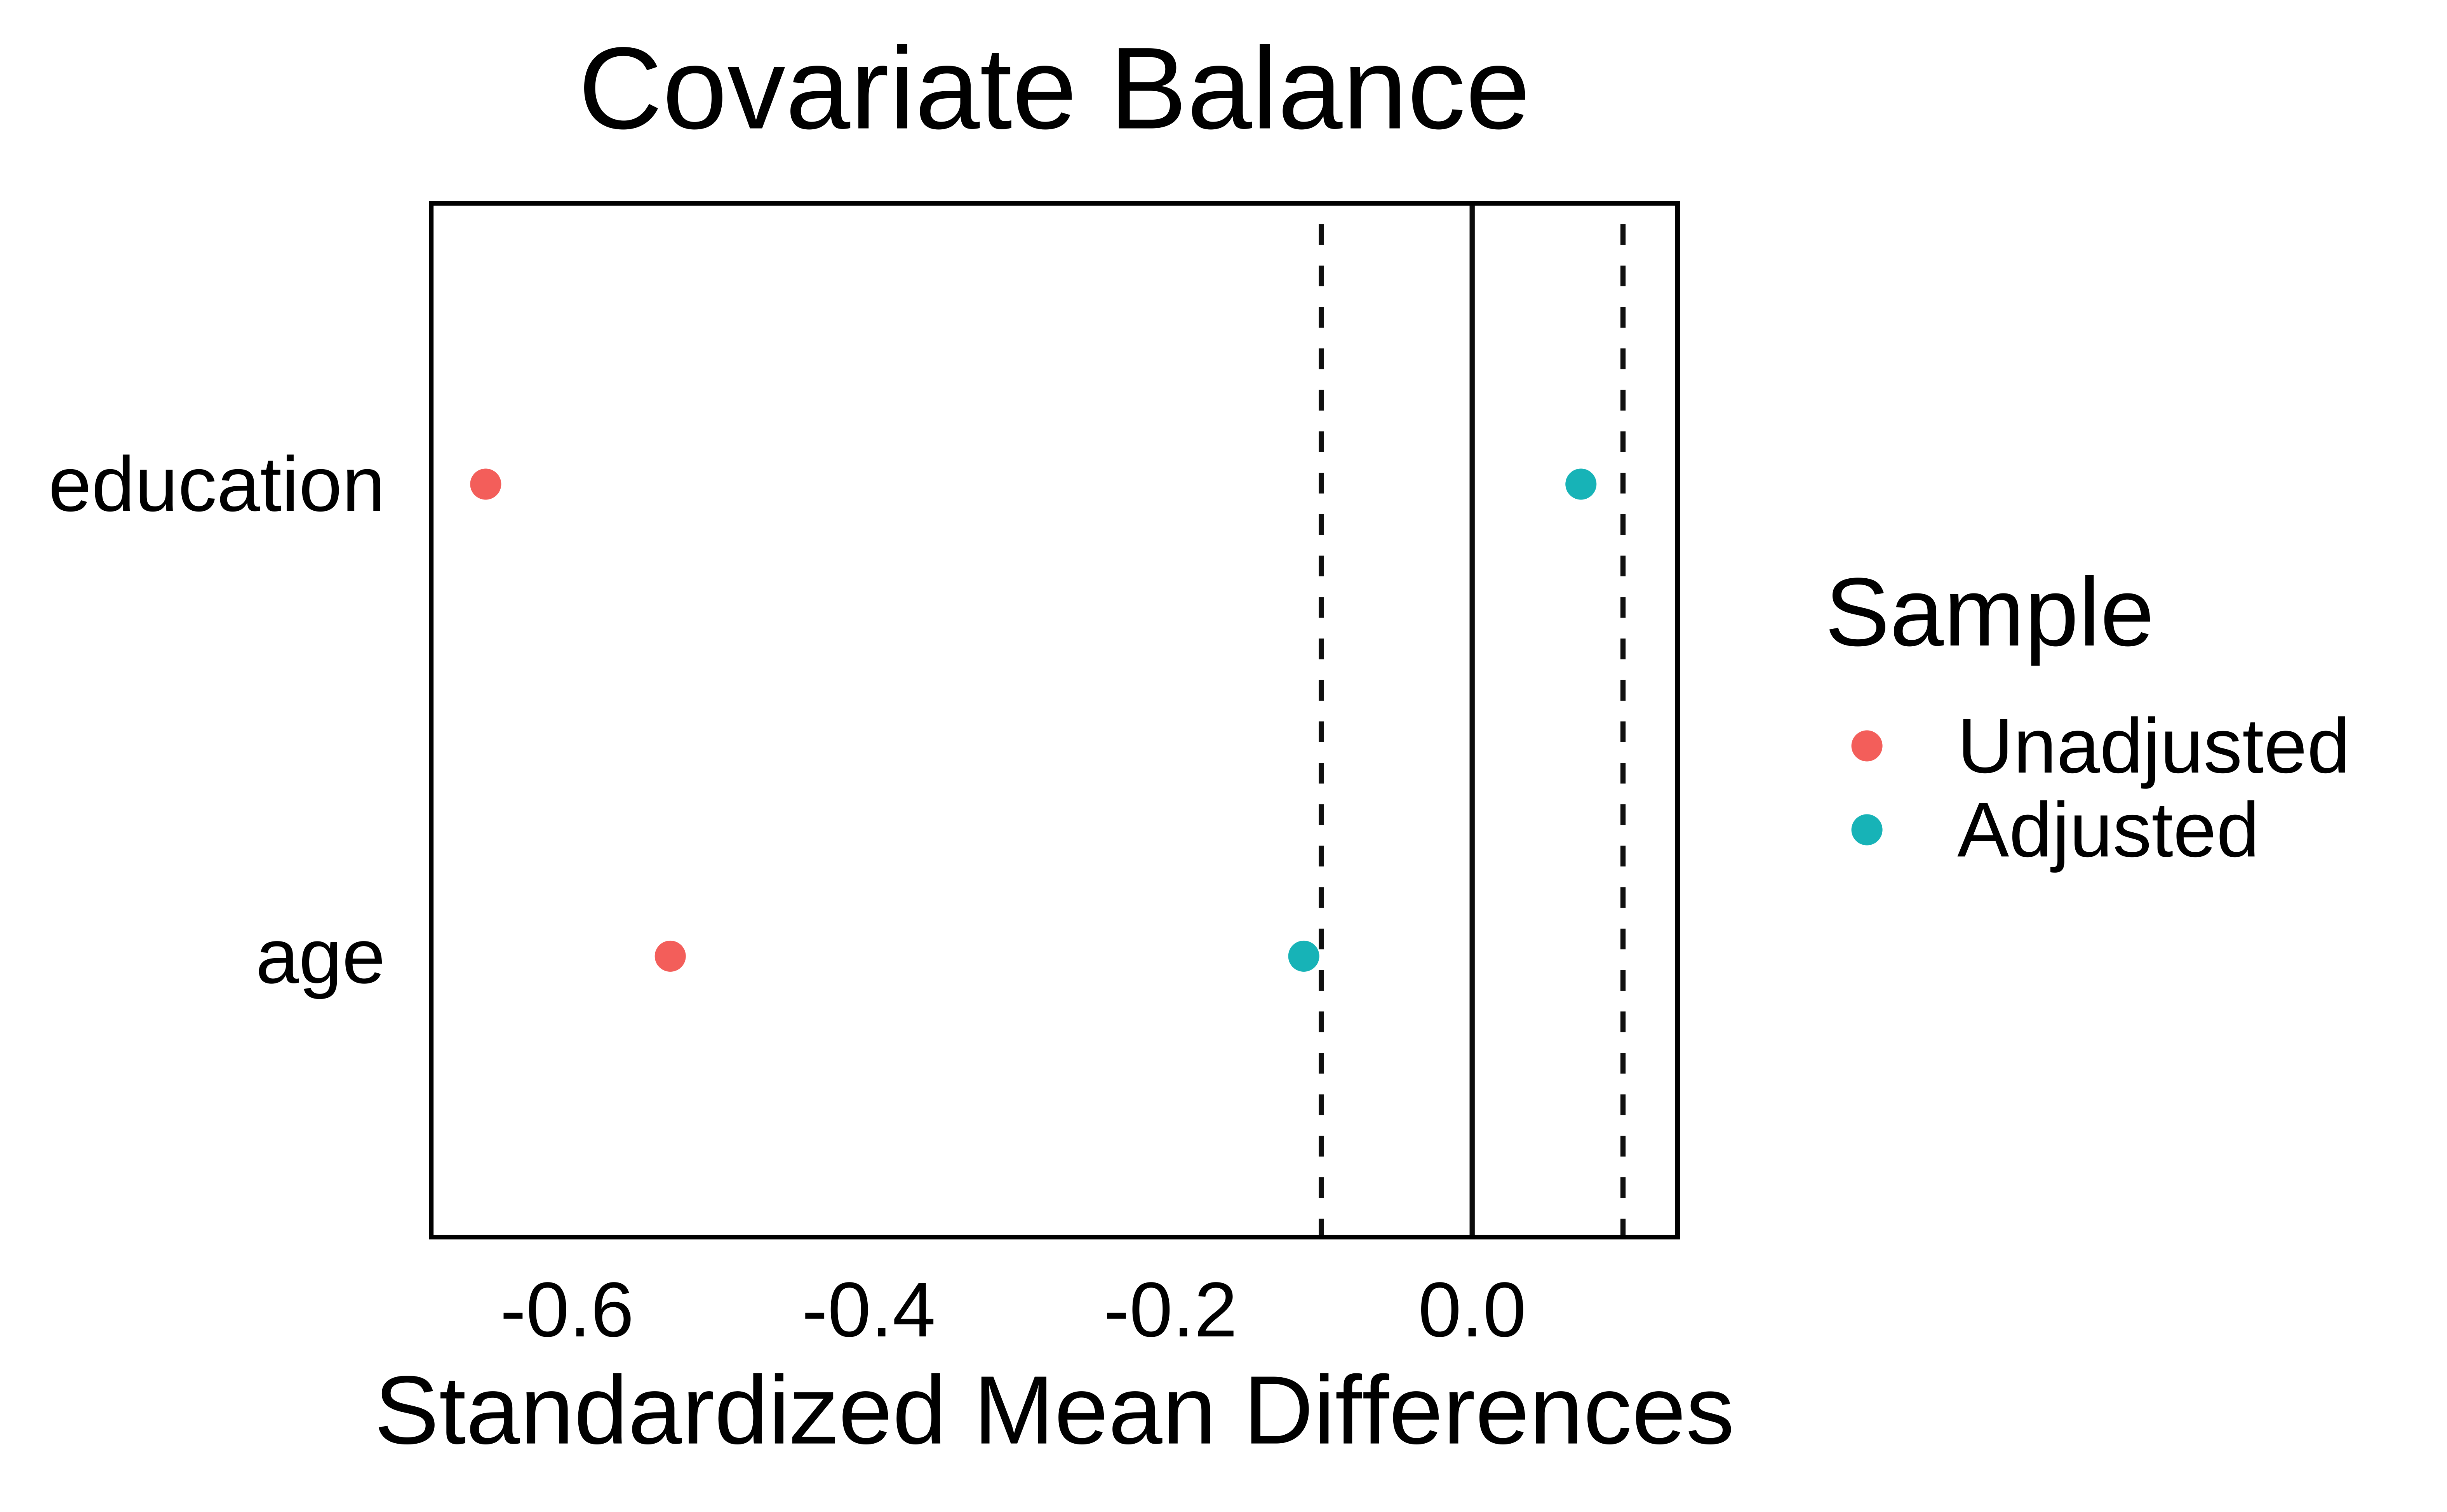 Covariate Balance
education
age
-0.6 -0.4 -0.2 0.0
Standardized Mean Differences
Sample
Unadjusted
Adjusted